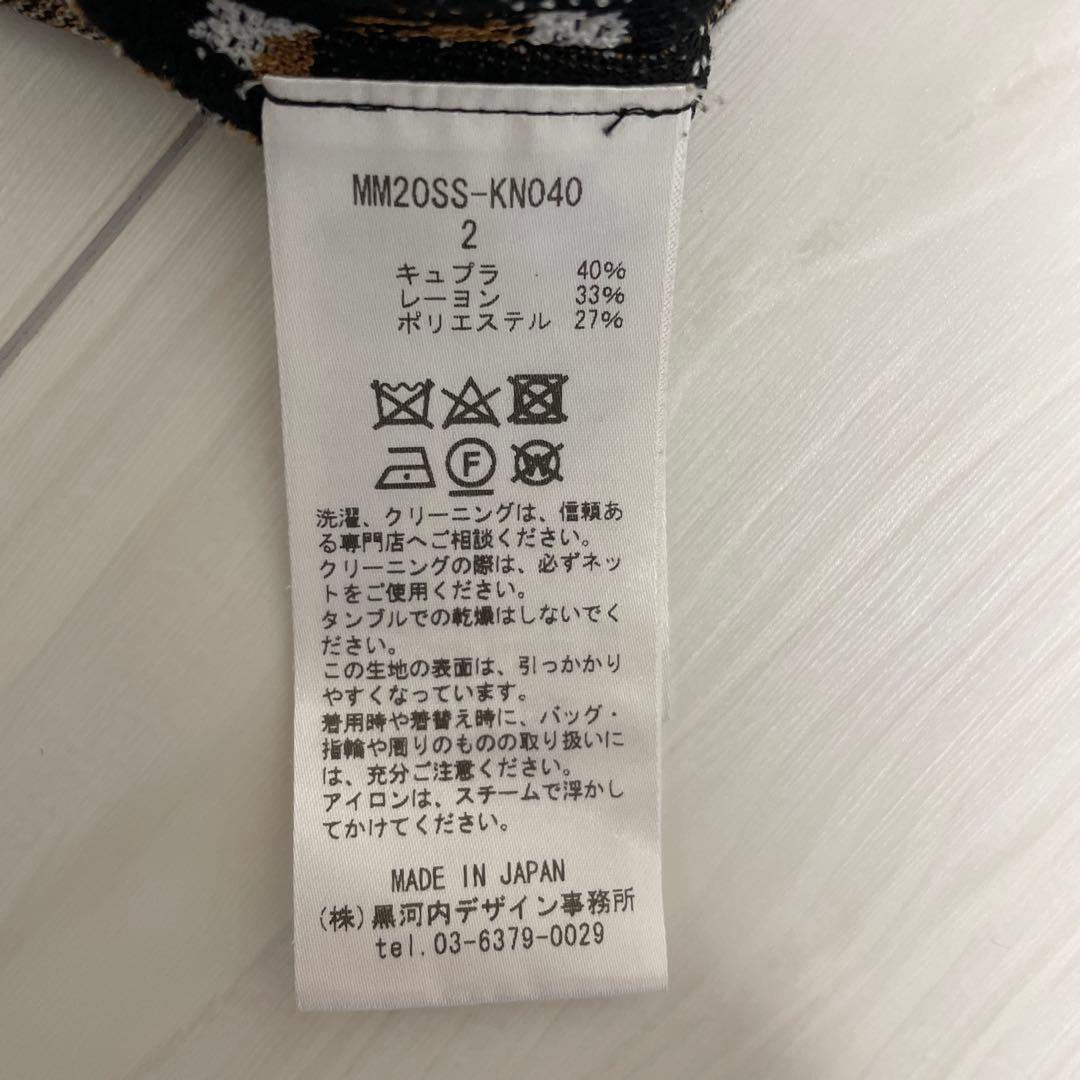 MM20SS-KN040
2
キュプラ 40%
レーヨン 33%
ポリエステル 27%
F W
洗濯、クリーニングは、信頼あ
る専門店へご相談ください。
クリーニングの際は、必ずネッ
トをご使用ください。
タンブルでの乾燥はしないでく
ださい。
この生地の表面は、引っかかり
やすくなっています。
着用時や着替え時に、バッグ・
指輪や周りのものの取り扱いに
は、充分ご注意ください。
アイロンは、スチームで浮かし
てかけてください。
MADE IN JAPAN
(株)黒河内デザイン事務所
tel.03-6379-0029